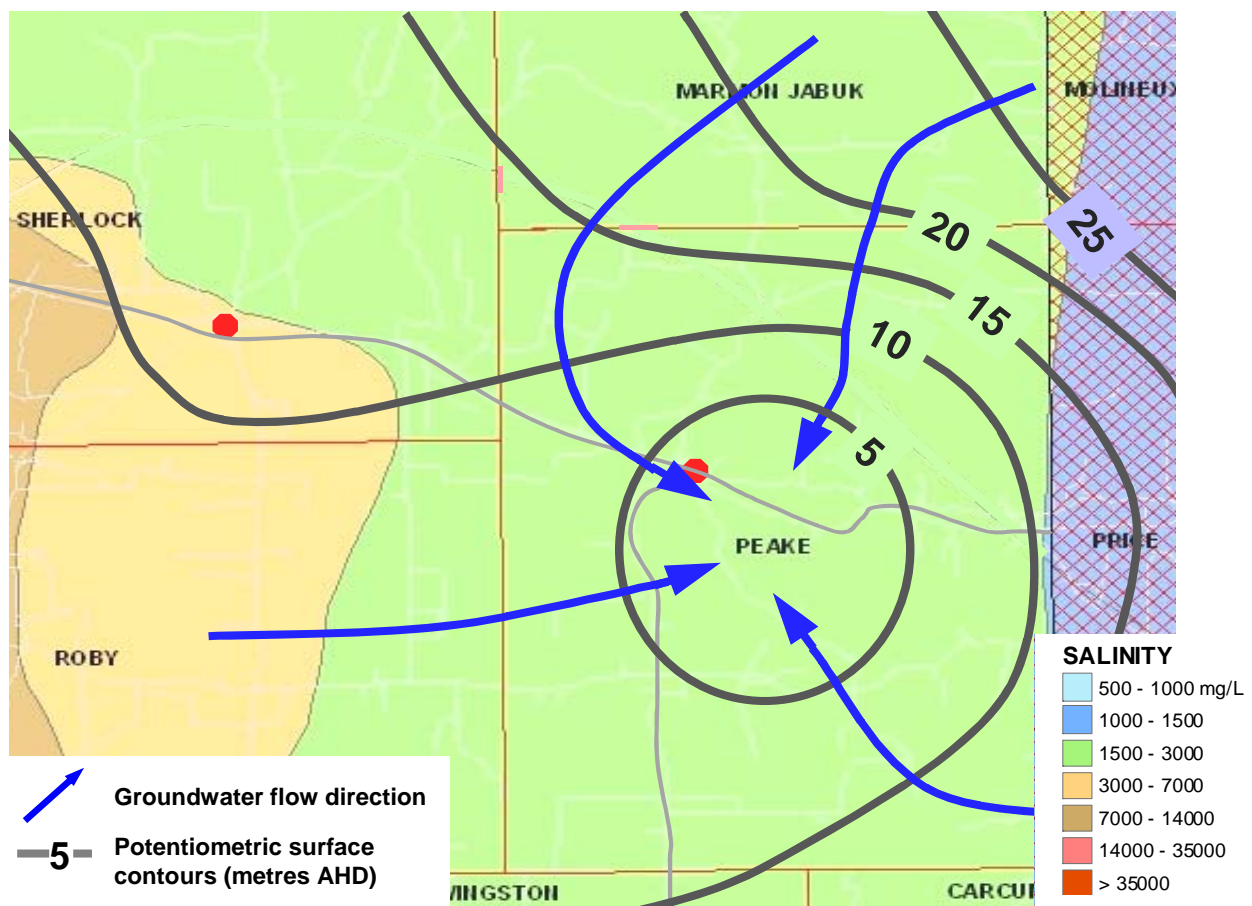 MARMON JABUK
MOLINEUX
SHERLOCK
20
25
15
10
5
PEAKE
PRICE
ROBY
SALINITY
500 - 1000 mg/L
1000 - 1500
1500 - 3000
3000 - 7000
7000 - 14000
14000 - 35000
> 35000
Groundwater flow direction
5
Potentiometric surface
contours (metres AHD)
VINGSTON
CARCU